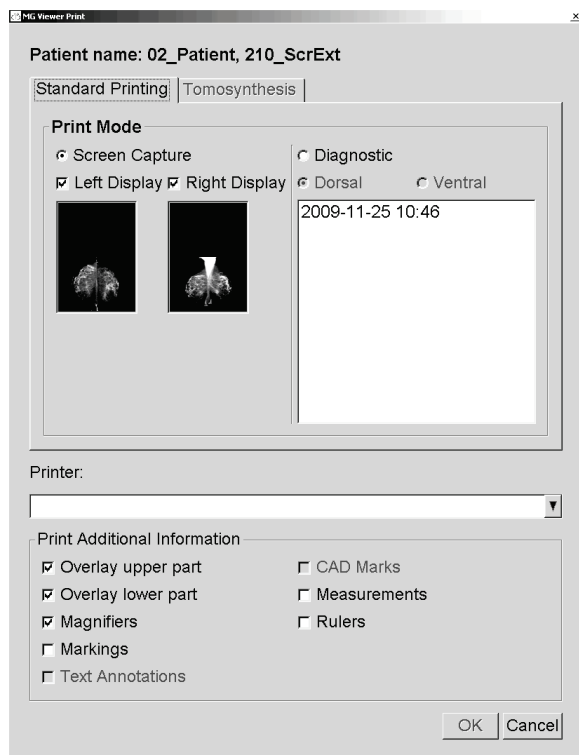 MG Viewer Print
Patient name: 02_Patient, 210_ScrExt
Standard Printing Tomosynthesis
Print Mode
Screen Capture
Left Display Right Display
Diagnostic
Dorsal Ventral
2009-11-25 10:46
Printer:
Print Additional Information
Overlay upper part
Overlay lower part
Magnifiers
Markings
Text Annotations
CAD Marks
Measurements
Rulers
OK Cancel